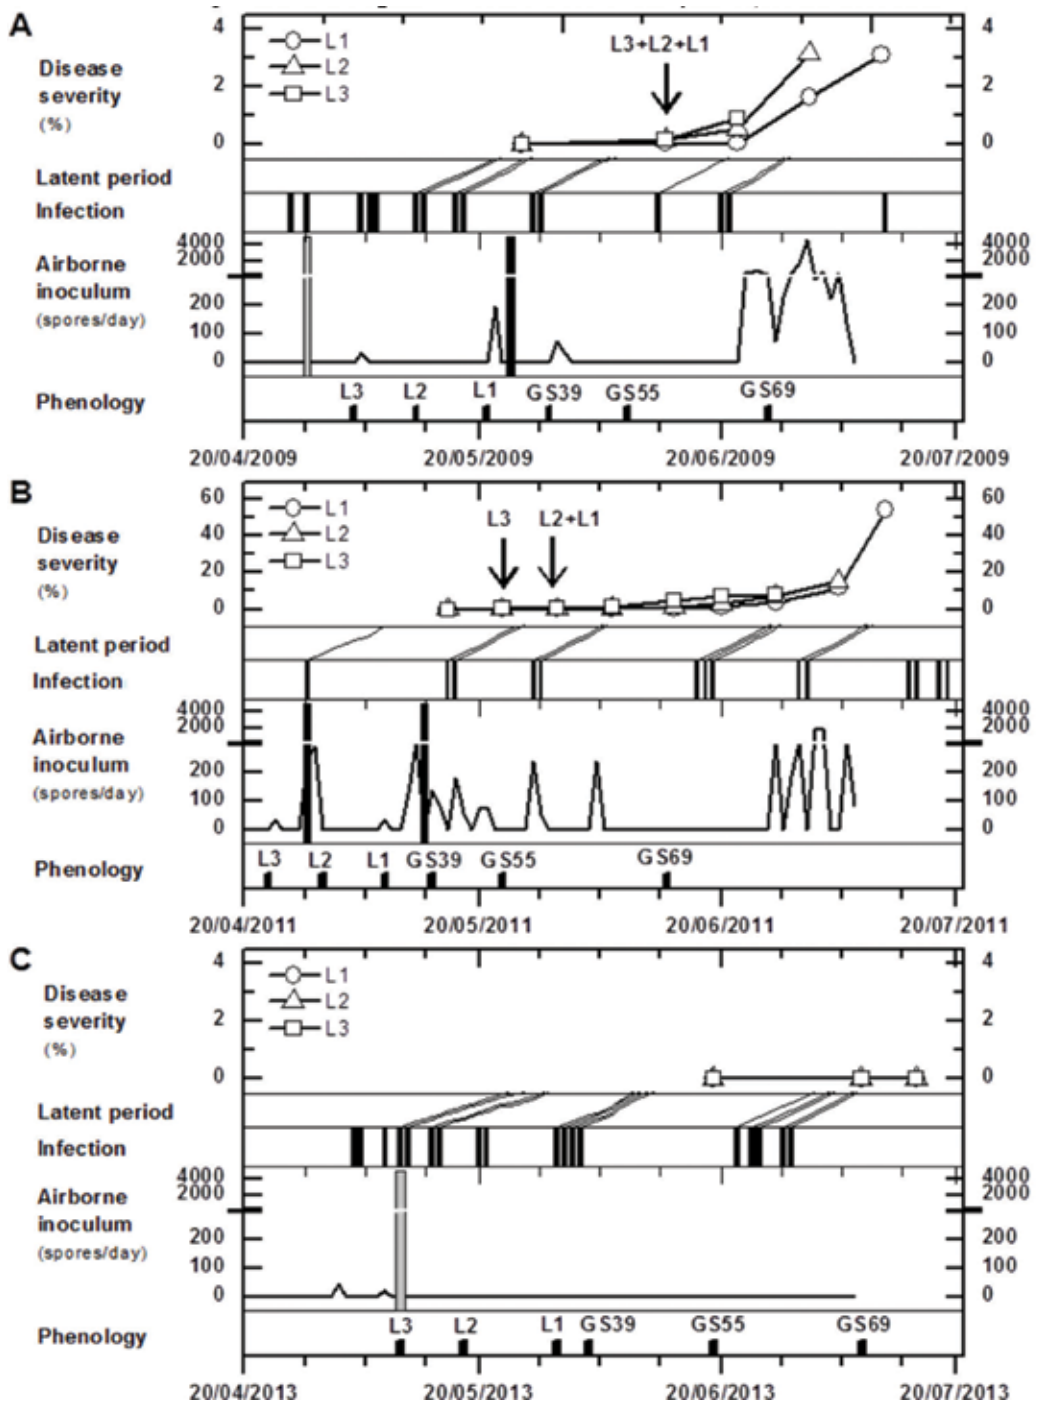 A
4
L1
L3+L2+L1
4
Disease
L2
severity
2
2
(%)
L3
0
0
Latent period
Infection
4000
4000
Airborne
2000
2000
inoculum
200
200
(spores/day)
100
100
0
0
L3
L2
L1
GS39
GS55
GS69
Phenology
20/04/2009
20/05/2009
20/06/2009
20/07/2009
B
60
L1
L3
L2+L1
60
Disease
40
L2
40
severity
20
L3
20
(%)
0
0
Latent period
Infection
4000
4000
Airborne
2000
2000
inoculum
200
200
(spores/day)
100
100
0
0
L3
L2
L1
GS39
GS55
GS69
Phenology
20/04/2011
20/05/2011
20/06/2011
20/07/2011
C
4
L1
4
Disease
L2
severity
2
L3
2
(%)
0
0
Latent period
Infection
4000
4000
Airborne
2000
2000
inoculum
200
200
(spores/day)
100
100
0
0
L3
L2
L1
GS39
GS55
GS69
Phenology
20/04/2013
20/05/2013
20/06/2013
20/07/2013